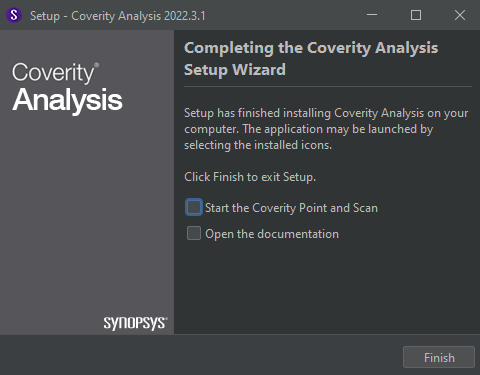 Setup - Coverity Analysis 2022.3.1
Coverity®
Analysis
Completing the Coverity Analysis
Setup Wizard
Setup has finished installing Coverity Analysis on your
computer. The application may be launched by
selecting the installed icons.
Click Finish to exit Setup.
Start the Coverity Point and Scan
Open the documentation
SYNOPSYS®
Finish